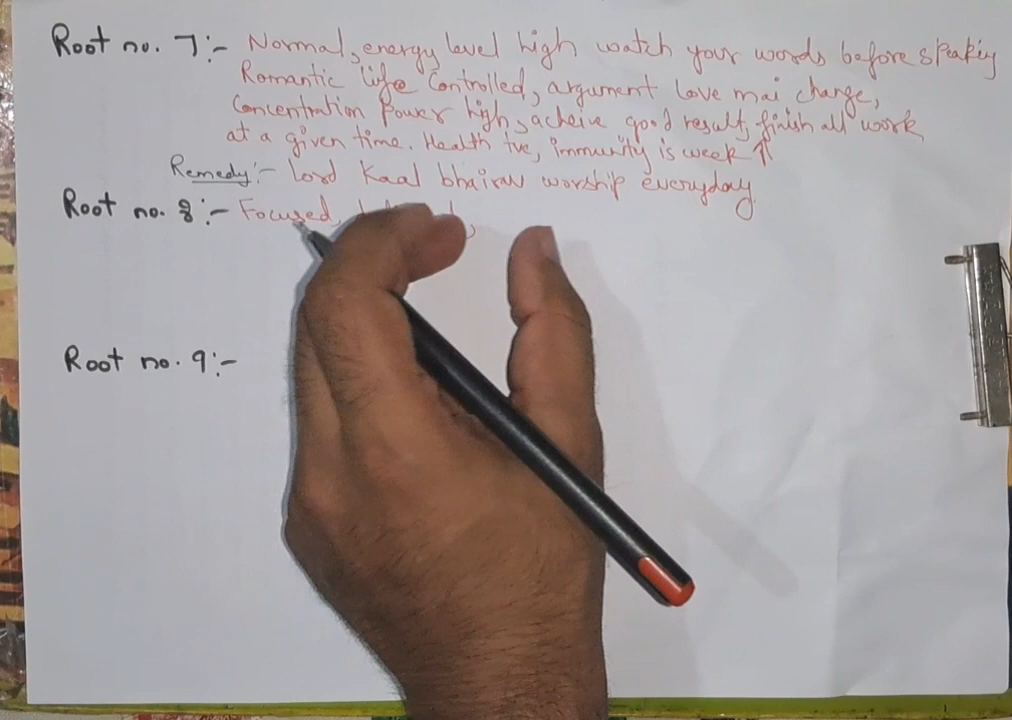 Root no. 7:- Normal, energy level high watch your words before speakiy
Romantic life controlled, argument love mai change,
Concentration Power high, acheive good result, finish all work
at a given time. Health +ve, immunity is week ↑
Remedy:- Lord Kaal bhairav worship everyday
Root no. 8:- Focused,
Root no. 9:-